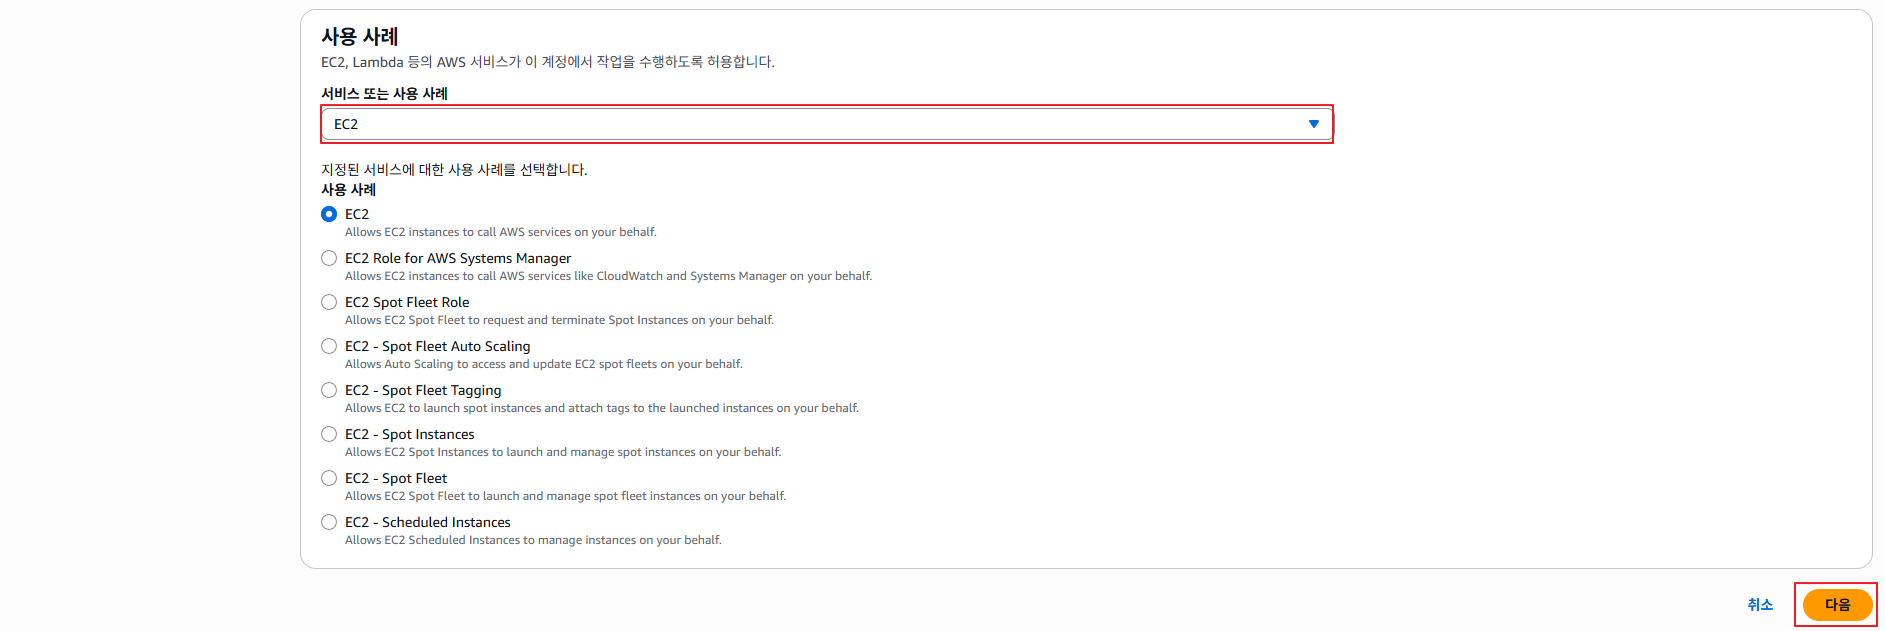 사용 사례
EC2, Lambda 등의 AWS 서비스가 이 계정에서 작업을 수행하도록 허용합니다.
서비스 또는 사용 사례
EC2
지정된 서비스에 대한 사용 사례를 선택합니다.
사용 사례
EC2
Allows EC2 instances to call AWS services on your behalf.
EC2 Role for AWS Systems Manager
Allows EC2 instances to call AWS services like CloudWatch and Systems Manager on your behalf.
EC2 Spot Fleet Role
Allows EC2 Spot Fleet to request and terminate Spot Instances on your behalf.
EC2 - Spot Fleet Auto Scaling
Allows Auto Scaling to access and update EC2 spot fleets on your behalf.
EC2 - Spot Fleet Tagging
Allows EC2 to launch spot instances and attach tags to the launched instances on your behalf.
EC2 - Spot Instances
Allows EC2 Spot Instances to launch and manage spot instances on your behalf.
EC2 - Spot Fleet
Allows EC2 Spot Fleet to launch and manage spot fleet instances on your behalf.
EC2 - Scheduled Instances
Allows EC2 Scheduled Instances to manage instances on your behalf.
취소 다음